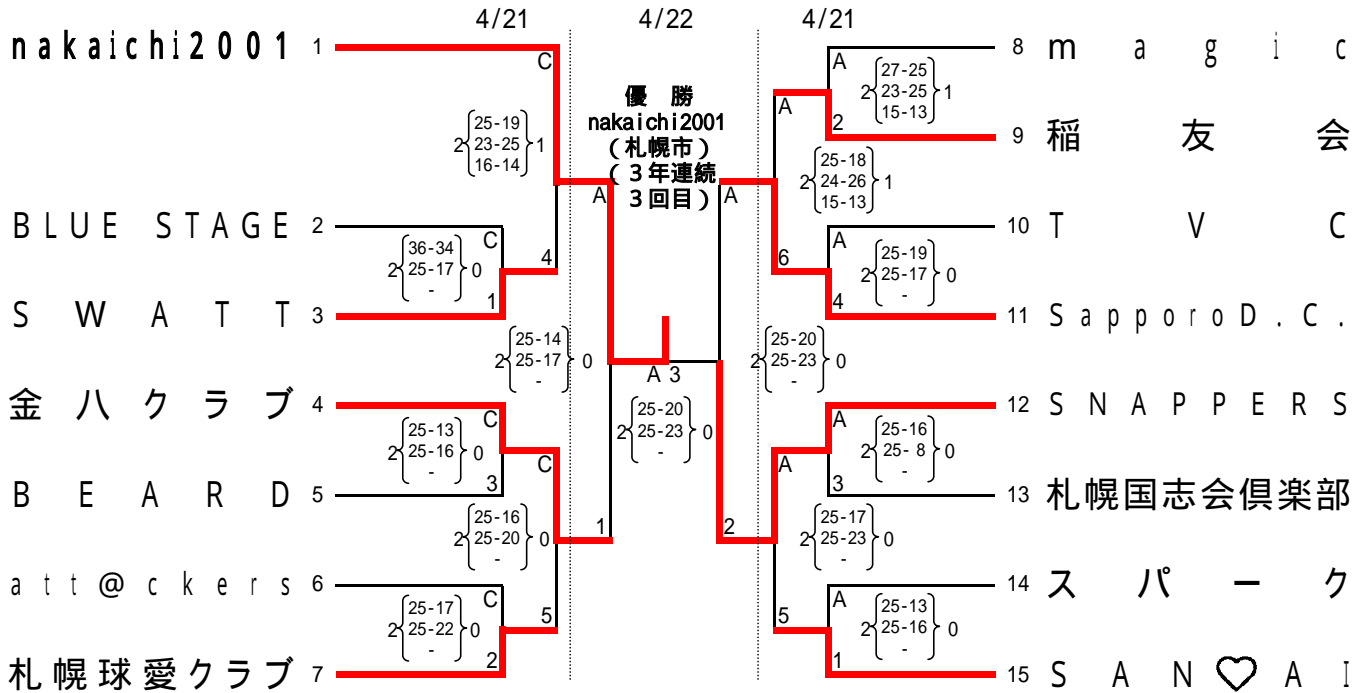 4/21
4/22
4/21
nakaichi2001 1
8 magic
C
A
優 勝
nakaichi2001
(札幌市)
(3年連続
3回目)
27-25
2 23-25 1
15-13
A
2
9 稲友会
25-19
2 23-25 1
16-14
25-18
2 24-26 1
15-13
A
A
BLUE STAGE 2
10 TVC
C
A
36-34
2 25-17 0
-
4
6
25-19
2 25-17 0
-
1
4
SWATT 3
11 SapporoD.C.
25-14
2 25-17 0
-
25-20
2 25-23 0
-
A 3
金八クラブ 4
12 SNAPPERS
C
A
25-13
2 25-16 0
-
25-20
2 25-23 0
-
25-16
2 25- 8 0
-
C
A
3
3
BEARD 5
13 札幌国志会倶楽部
25-16
2 25-20 0
-
1
2
25-17
2 25-23 0
-
att@ckers 6
14 スパーク
C
A
25-17
2 25-22 0
-
5
5
25-13
2 25-16 0
-
2
1
札幌球愛クラブ 7
15 SAN♡AI